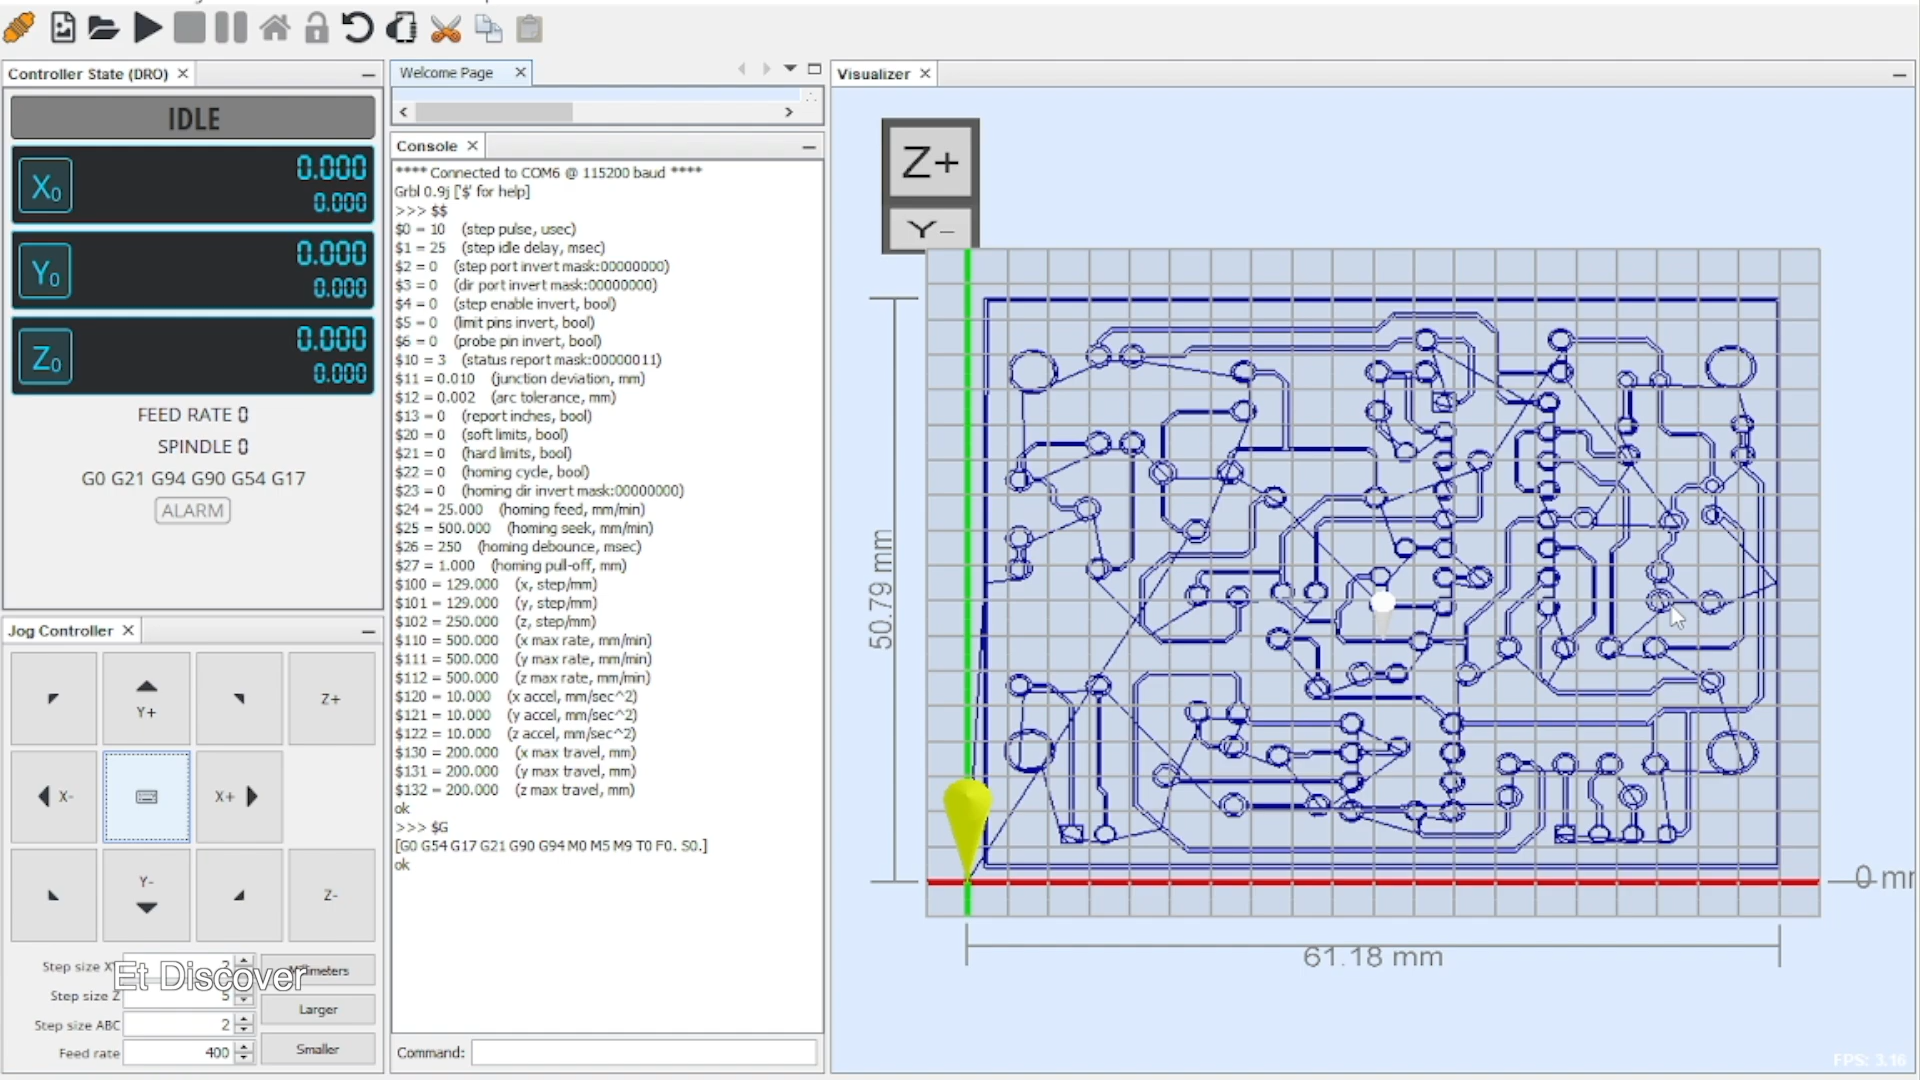 Controller State (DRO)
IDLE
X0
0.000
0.000
Y0
0.000
0.000
Z0
0.000
0.000
FEED RATE 0
SPINDLE 0
G0 G21 G94 G90 G54 G17
ALARM
Jog Controller
Y+
Z+
X-
X+
Y-
Z-
Step size X
2
Step size Z
5
Step size ABC
2
Feed rate
400
Larger
Smaller
Et Discover
Welcome Page
Console
**** Connected to COM6 @ 115200 baud ****
Grbl 0.9j ['$' for help]
>>> $$
$0 = 10 (step pulse, usec)
$1 = 25 (step idle delay, msec)
$2 = 0 (step port invert mask:00000000)
$3 = 0 (dir port invert mask:00000000)
$4 = 0 (step enable invert, bool)
$5 = 0 (limit pins invert, bool)
$6 = 0 (probe pin invert, bool)
$10 = 3 (status report mask:00000011)
$11 = 0.010 (junction deviation, mm)
$12 = 0.002 (arc tolerance, mm)
$13 = 0 (report inches, bool)
$20 = 0 (soft limits, bool)
$21 = 0 (hard limits, bool)
$22 = 0 (homing cycle, bool)
$23 = 0 (homing dir invert mask:00000000)
$24 = 25.000 (homing feed, mm/min)
$25 = 500.000 (homing seek, mm/min)
$26 = 250 (homing debounce, msec)
$27 = 1.000 (homing pull-off, mm)
$100 = 129.000 (x, step/mm)
$101 = 129.000 (y, step/mm)
$102 = 250.000 (z, step/mm)
$110 = 500.000 (x max rate, mm/min)
$111 = 500.000 (y max rate, mm/min)
$112 = 500.000 (z max rate, mm/min)
$120 = 10.000 (x accel, mm/sec^2)
$121 = 10.000 (y accel, mm/sec^2)
$122 = 10.000 (z accel, mm/sec^2)
$130 = 200.000 (x max travel, mm)
$131 = 200.000 (y max travel, mm)
$132 = 200.000 (z max travel, mm)
ok
>>> $G
[G0 G54 G17 G21 G90 G94 M0 M5 M9 T0 F0. S0.]
ok
Command:
Visualizer
Z+
Y-
50.79 mm
61.18 mm
0 m
FPS: 3.16